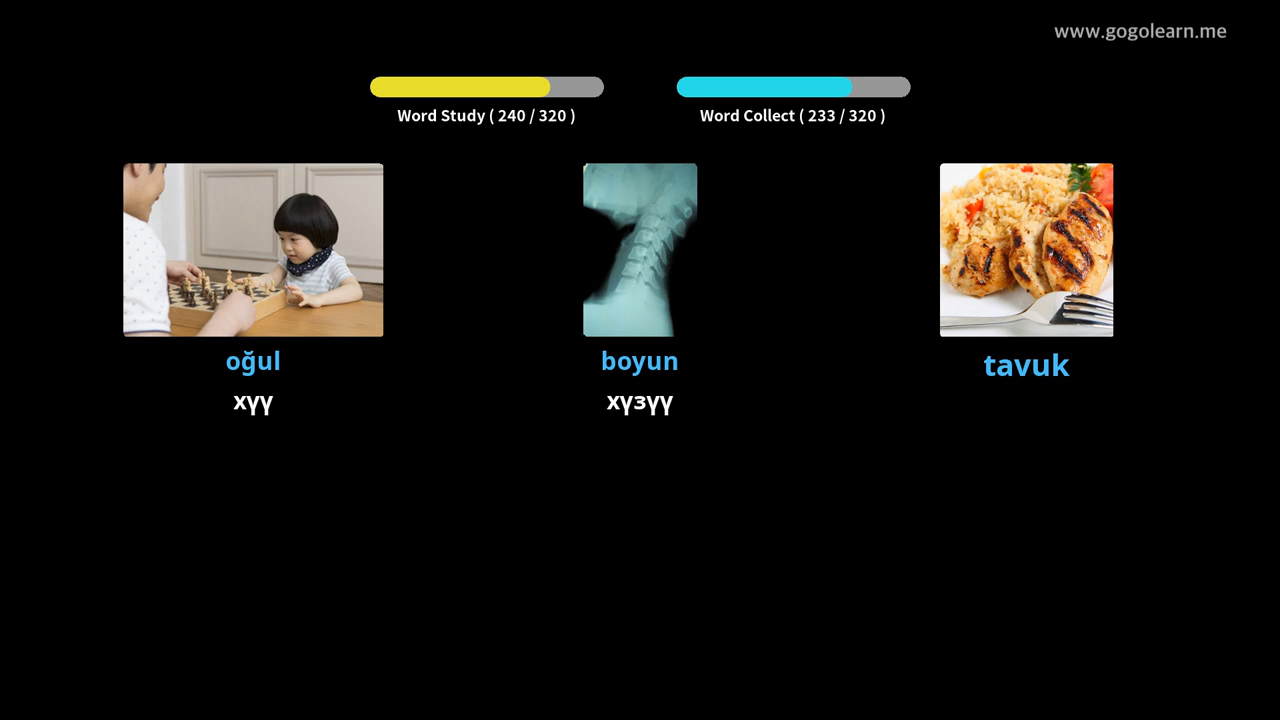 www.gogolearn.me
Word Study ( 240 / 320 )
Word Collect ( 233 / 320 )
oğul
хүү
boyun
хүзүү
tavuk